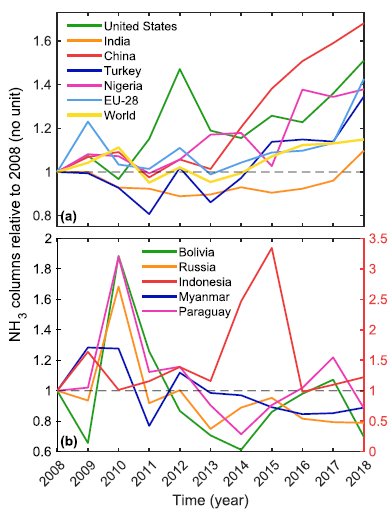 NH3 columns relative to 2008 (no unit)
1.6
1.4
1.2
1
0.8
United States
India
China
Turkey
Nigeria
EU-28
World
(a)
2
1.8
1.6
1.4
1.2
1
0.8
0.6
Bolivia
Russia
Indonesia
Myanmar
Paraguay
(b)
3.5
3
2.5
2
1.5
1
0.5
0
2008
2009
2010
2011
2012
2013
2014
2015
2016
2017
2018
Time (year)